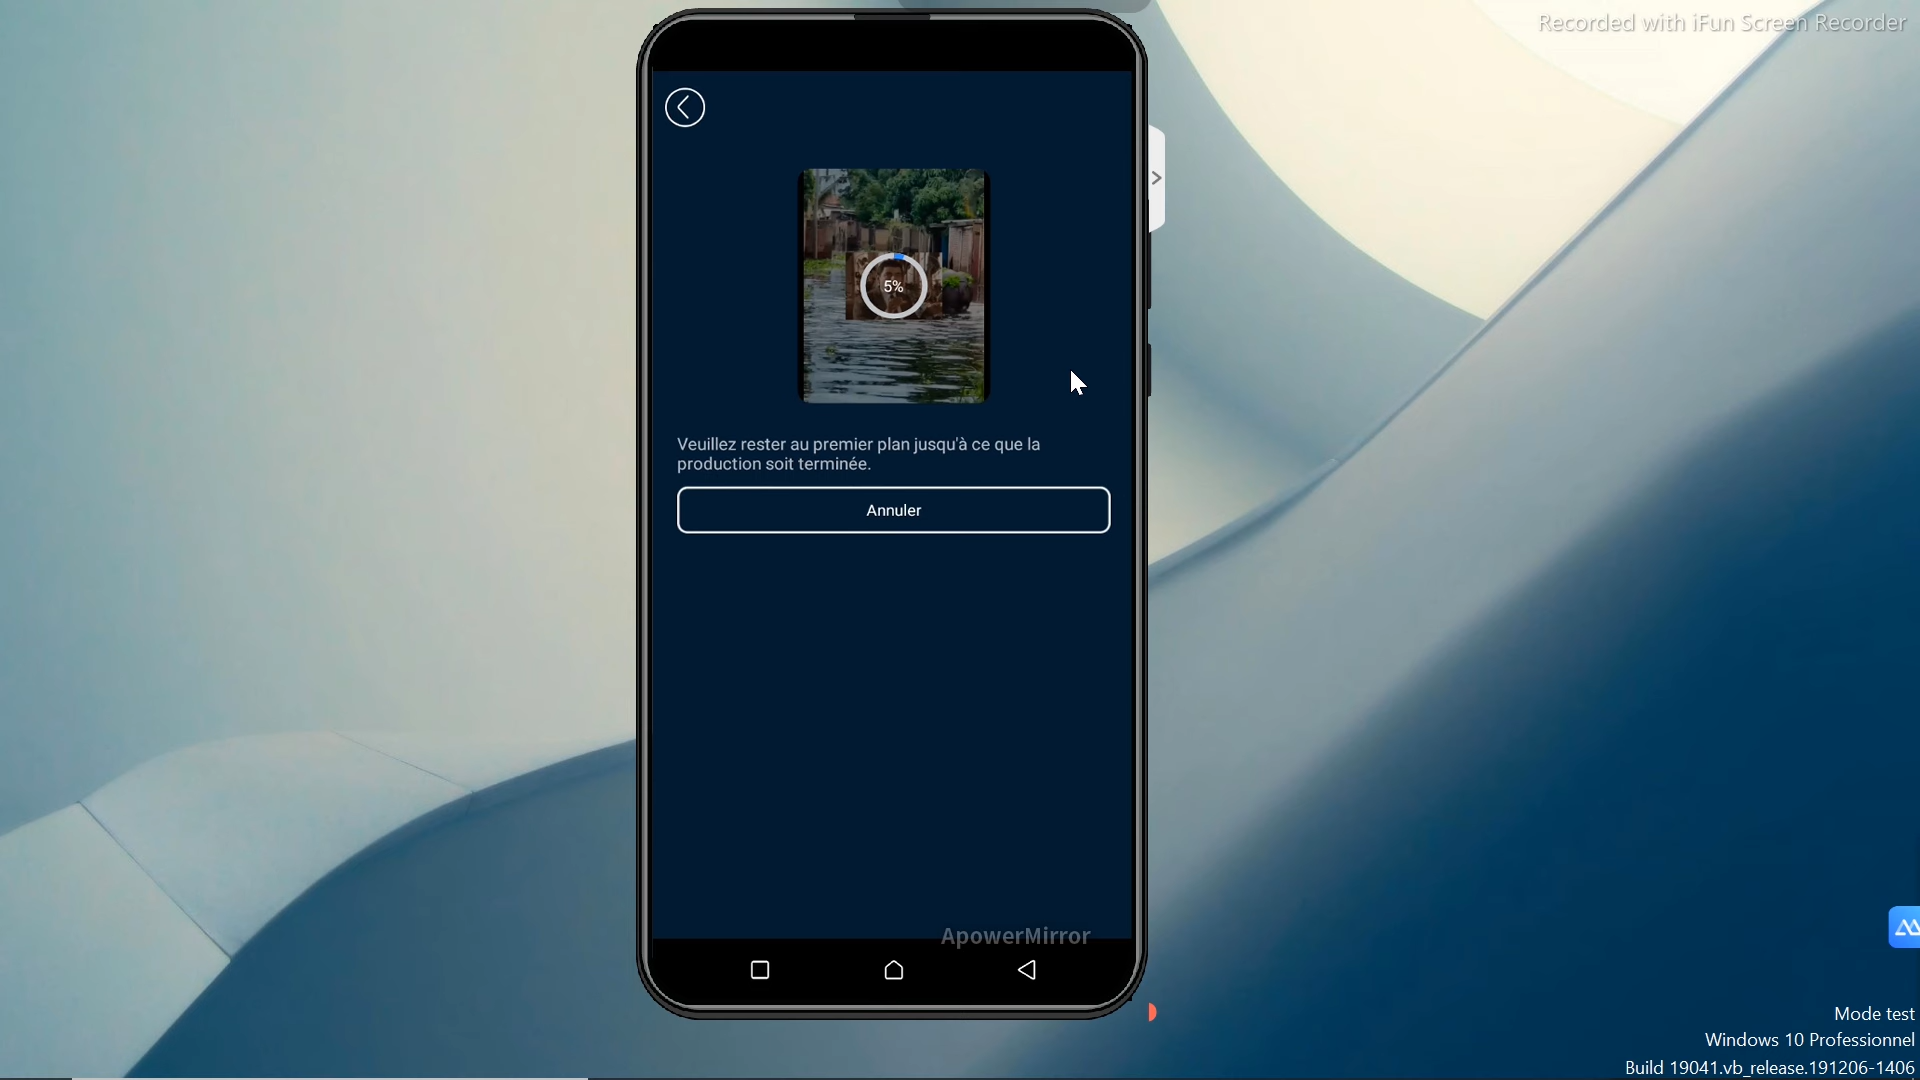 Recorded with iFun Screen Recorder
5%
Veuillez rester au premier plan jusqu'à ce que la
production soit terminée.
Annuler
ApowerMirror
Mode test
Windows 10 Professionnel
Build 19041.vb_release.191206-1406